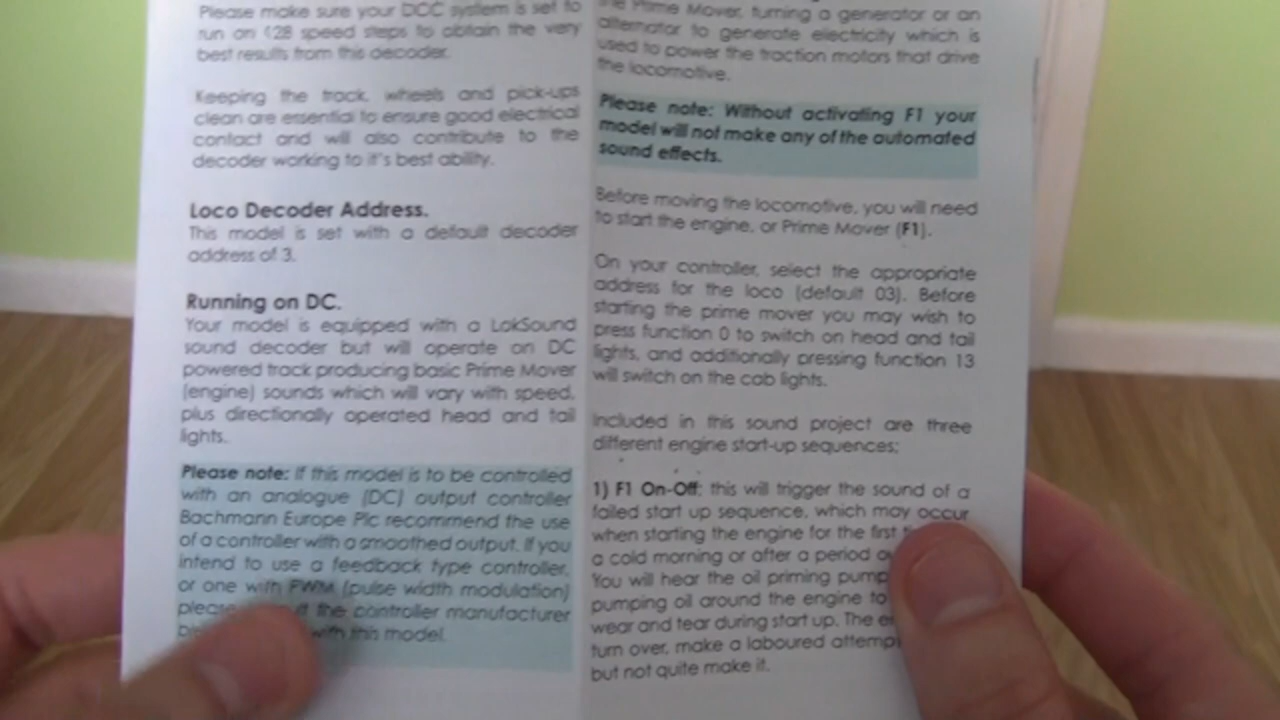 Please make sure your DCC system is set to
run on 128 speed steps to obtain the very
best results from this decoder.
Keeping the track, wheels and pick-ups
clean are essential to ensure good electrical
contact and will also contribute to the
decoder working to it's best ability.
Loco Decoder Address.
This model is set with a default decoder
address of 3.
Running on DC.
Your model is equipped with a LokSound
sound decoder but will operate on DC
powered track producing basic Prime Mover
(engine) sounds which will vary with speed,
plus directionally operated head and tail
lights.
Please note: If this model is to be controlled
with an analogue (DC) output controller
Bachmann Europe Plc recommend the use
of a controller with a smoothed output. If you
intend to use a feedback type controller,
or one with PWM (pulse width modulation)
please the controller manufacturer
with this model.
the Prime Mover, turning a generator or an
alternator to generate electricity which is
used to power the traction motors that drive
the locomotive.
Please note: Without activating F1 your
model will not make any of the automated
sound effects.
Before moving the locomotive, you will need
to start the engine, or Prime Mover (F1).
On your controller, select the appropriate
address for the loco (default 03). Before
starting the prime mover you may wish to
press function 0 to switch on head and tail
lights, and additionally pressing function 13
will switch on the cab lights.
Included in this sound project are three
different engine start-up sequences;
1) F1 On-Off: this will trigger the sound of a
failed start up sequence, which may occur
when starting the engine for the first
a cold morning or after a period
You will hear the oil priming pump
pumping oil around the engine to
wear and tear during start up. The
turn over, make a laboured
but not quite make it.